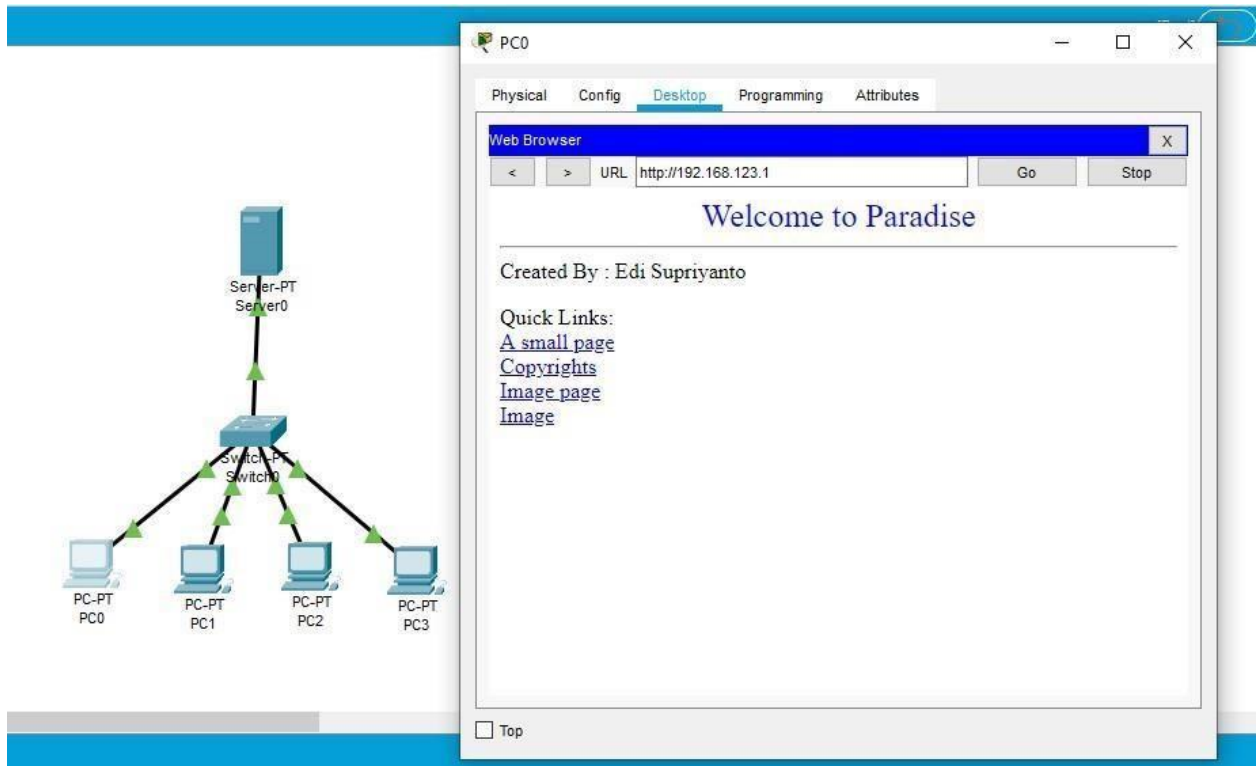 PC0
Physical Config Desktop Programming Attributes
Web Browser X
< > URL http://192.168.123.1 Go Stop
Welcome to Paradise
Created By : Edi Supriyanto
Quick Links:
A small page
Copyrights
Image page
Image
Top
Server-PT
Server0
Switch-PT
Switch0
PC-PT
PC0
PC-PT
PC1
PC-PT
PC2
PC-PT
PC3